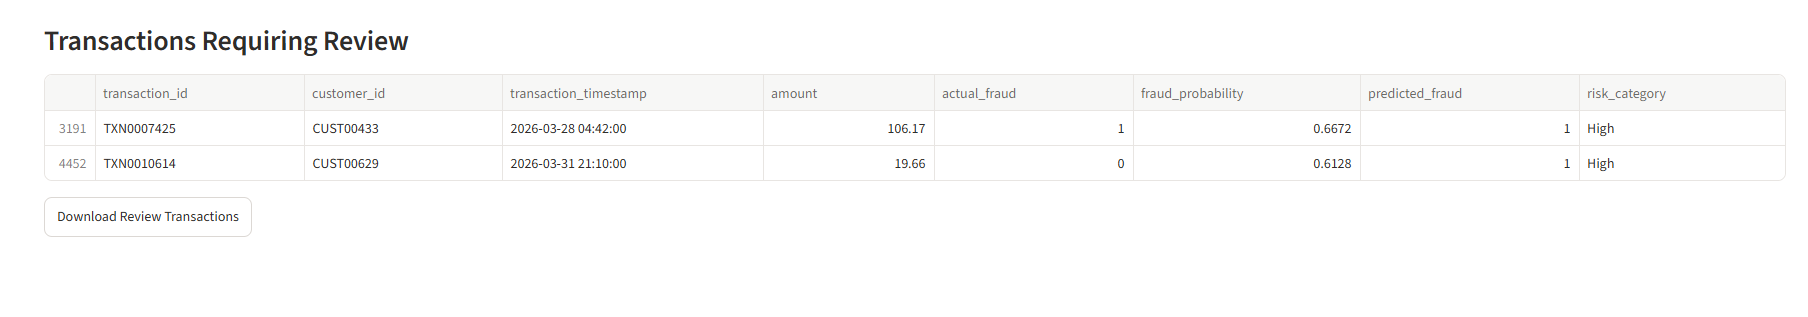 Transactions Requiring Review
transaction_id customer_id transaction_timestamp amount actual_fraud fraud_probability predicted_fraud risk_category
3191 TXN0007425 CUST00433 2026-03-28 04:42:00 106.17 1 0.6672 1 High
4452 TXN0010614 CUST00629 2026-03-31 21:10:00 19.66 0 0.6128 1 High
Download Review Transactions